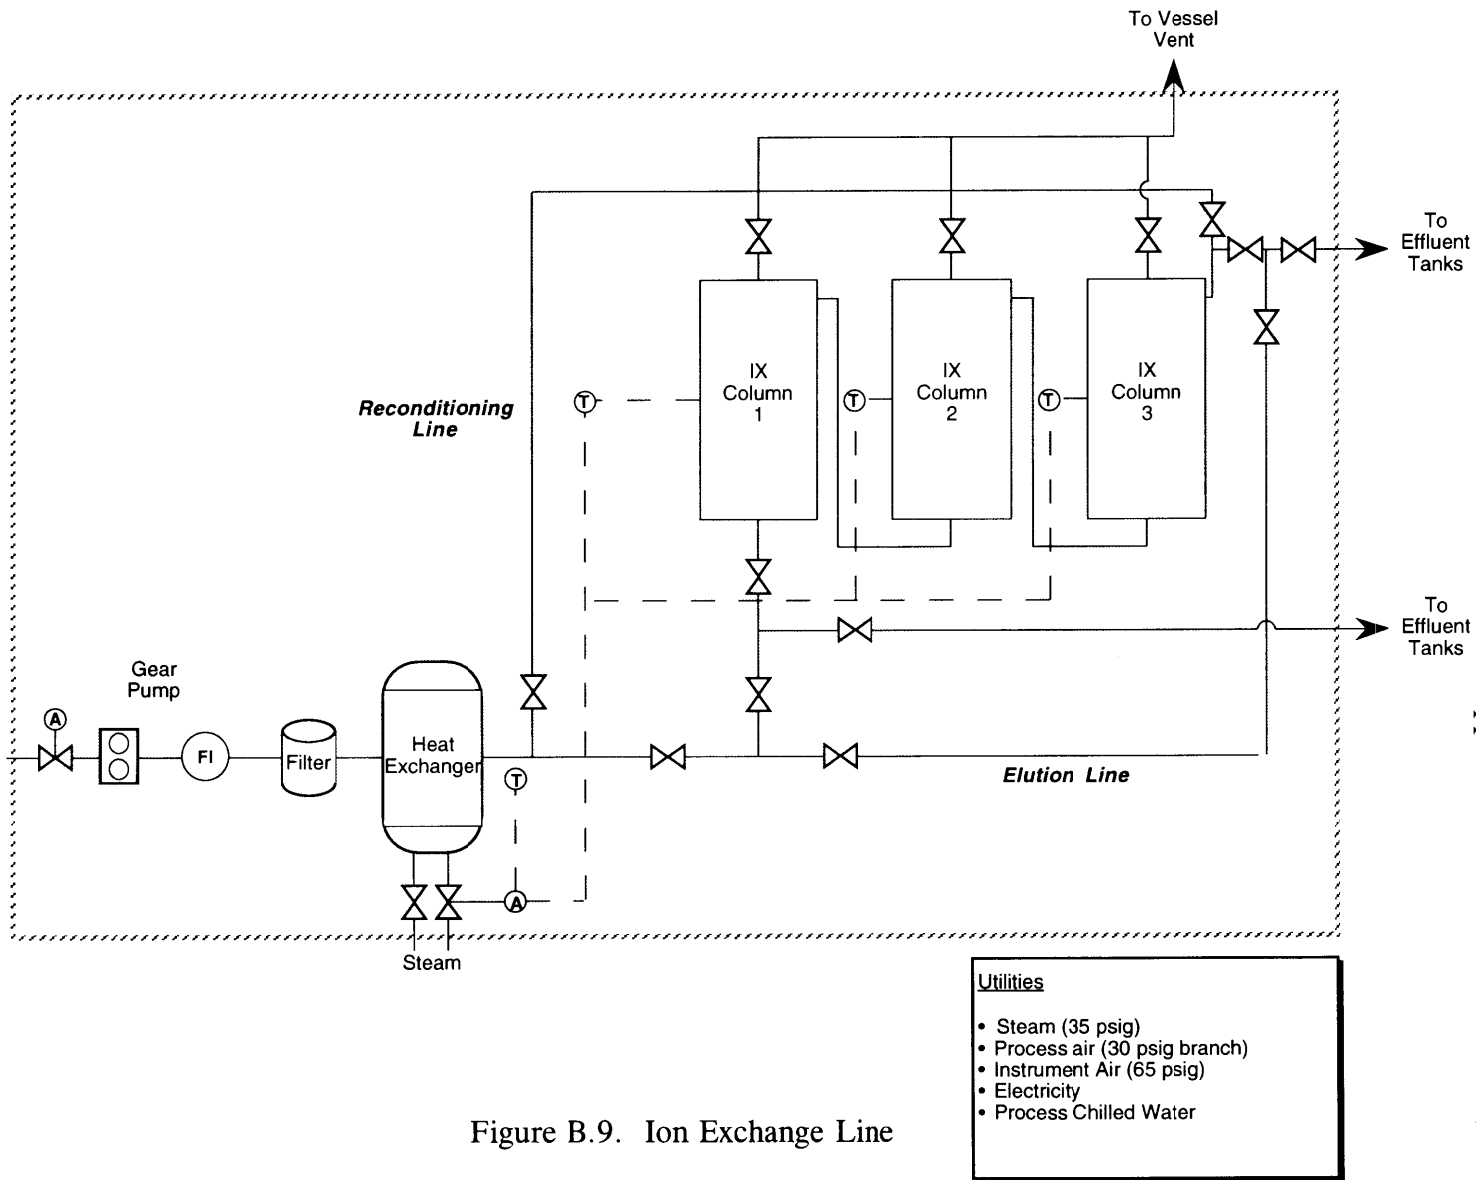 To Vessel
Vent
To
Effluent
Tanks
IX
Column
1
IX
Column
2
IX
Column
3
T
T
T
Reconditioning
Line
To
Effluent
Tanks
Gear
Pump
A
FI
Filter
Heat
Exchanger
T
Elution Line
A
Steam
Utilities
• Steam (35 psig)
• Process air (30 psig branch)
• Instrument Air (65 psig)
• Electricity
• Process Chilled Water
Figure B.9. Ion Exchange Line